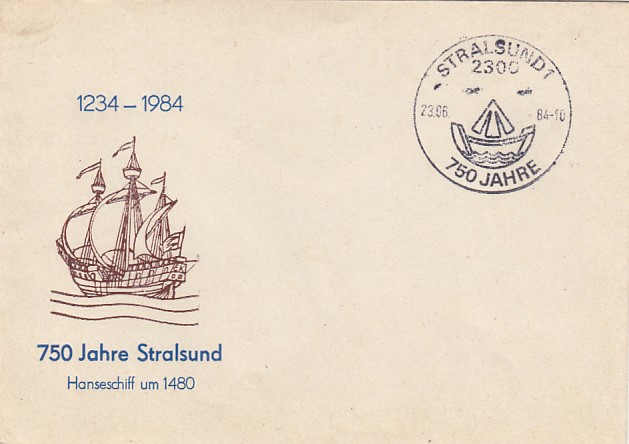 1234 – 1984
750 Jahre Stralsund
Hanseschiff um 1480
STRALSUND 1
2300
23.06. 84-10
750 JAHRE